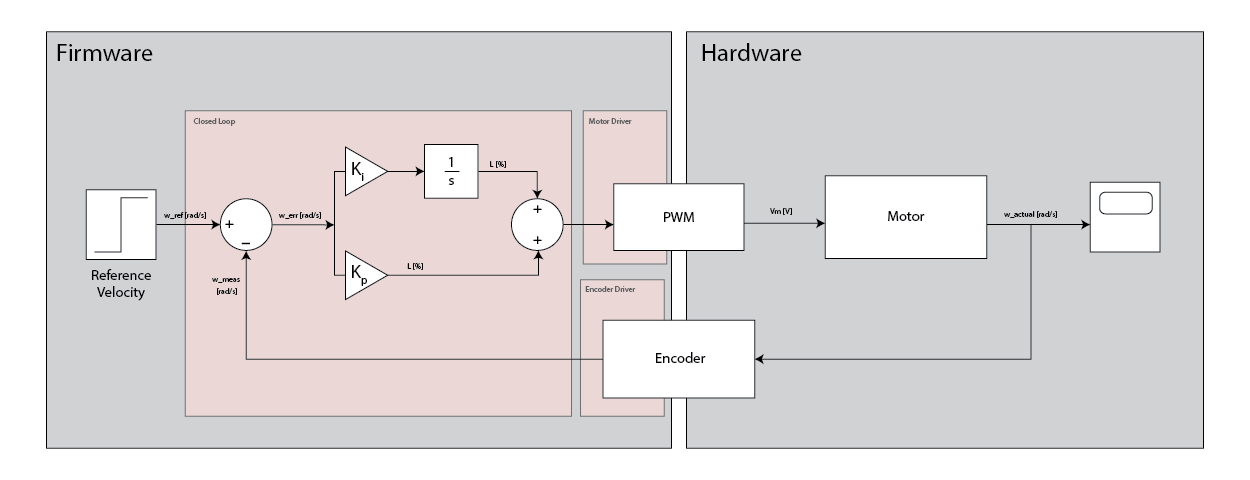 Firmware
Hardware
Closed Loop
Motor Driver
K_i
1
s
L [%]
+
w_ref [rad/s]
+
−
w_err [rad/s]
+
PWM
Vm [V]
Motor
w_actual [rad/s]
Reference
Velocity
w_meas
[rad/s]
K_p
L [%]
Encoder Driver
Encoder